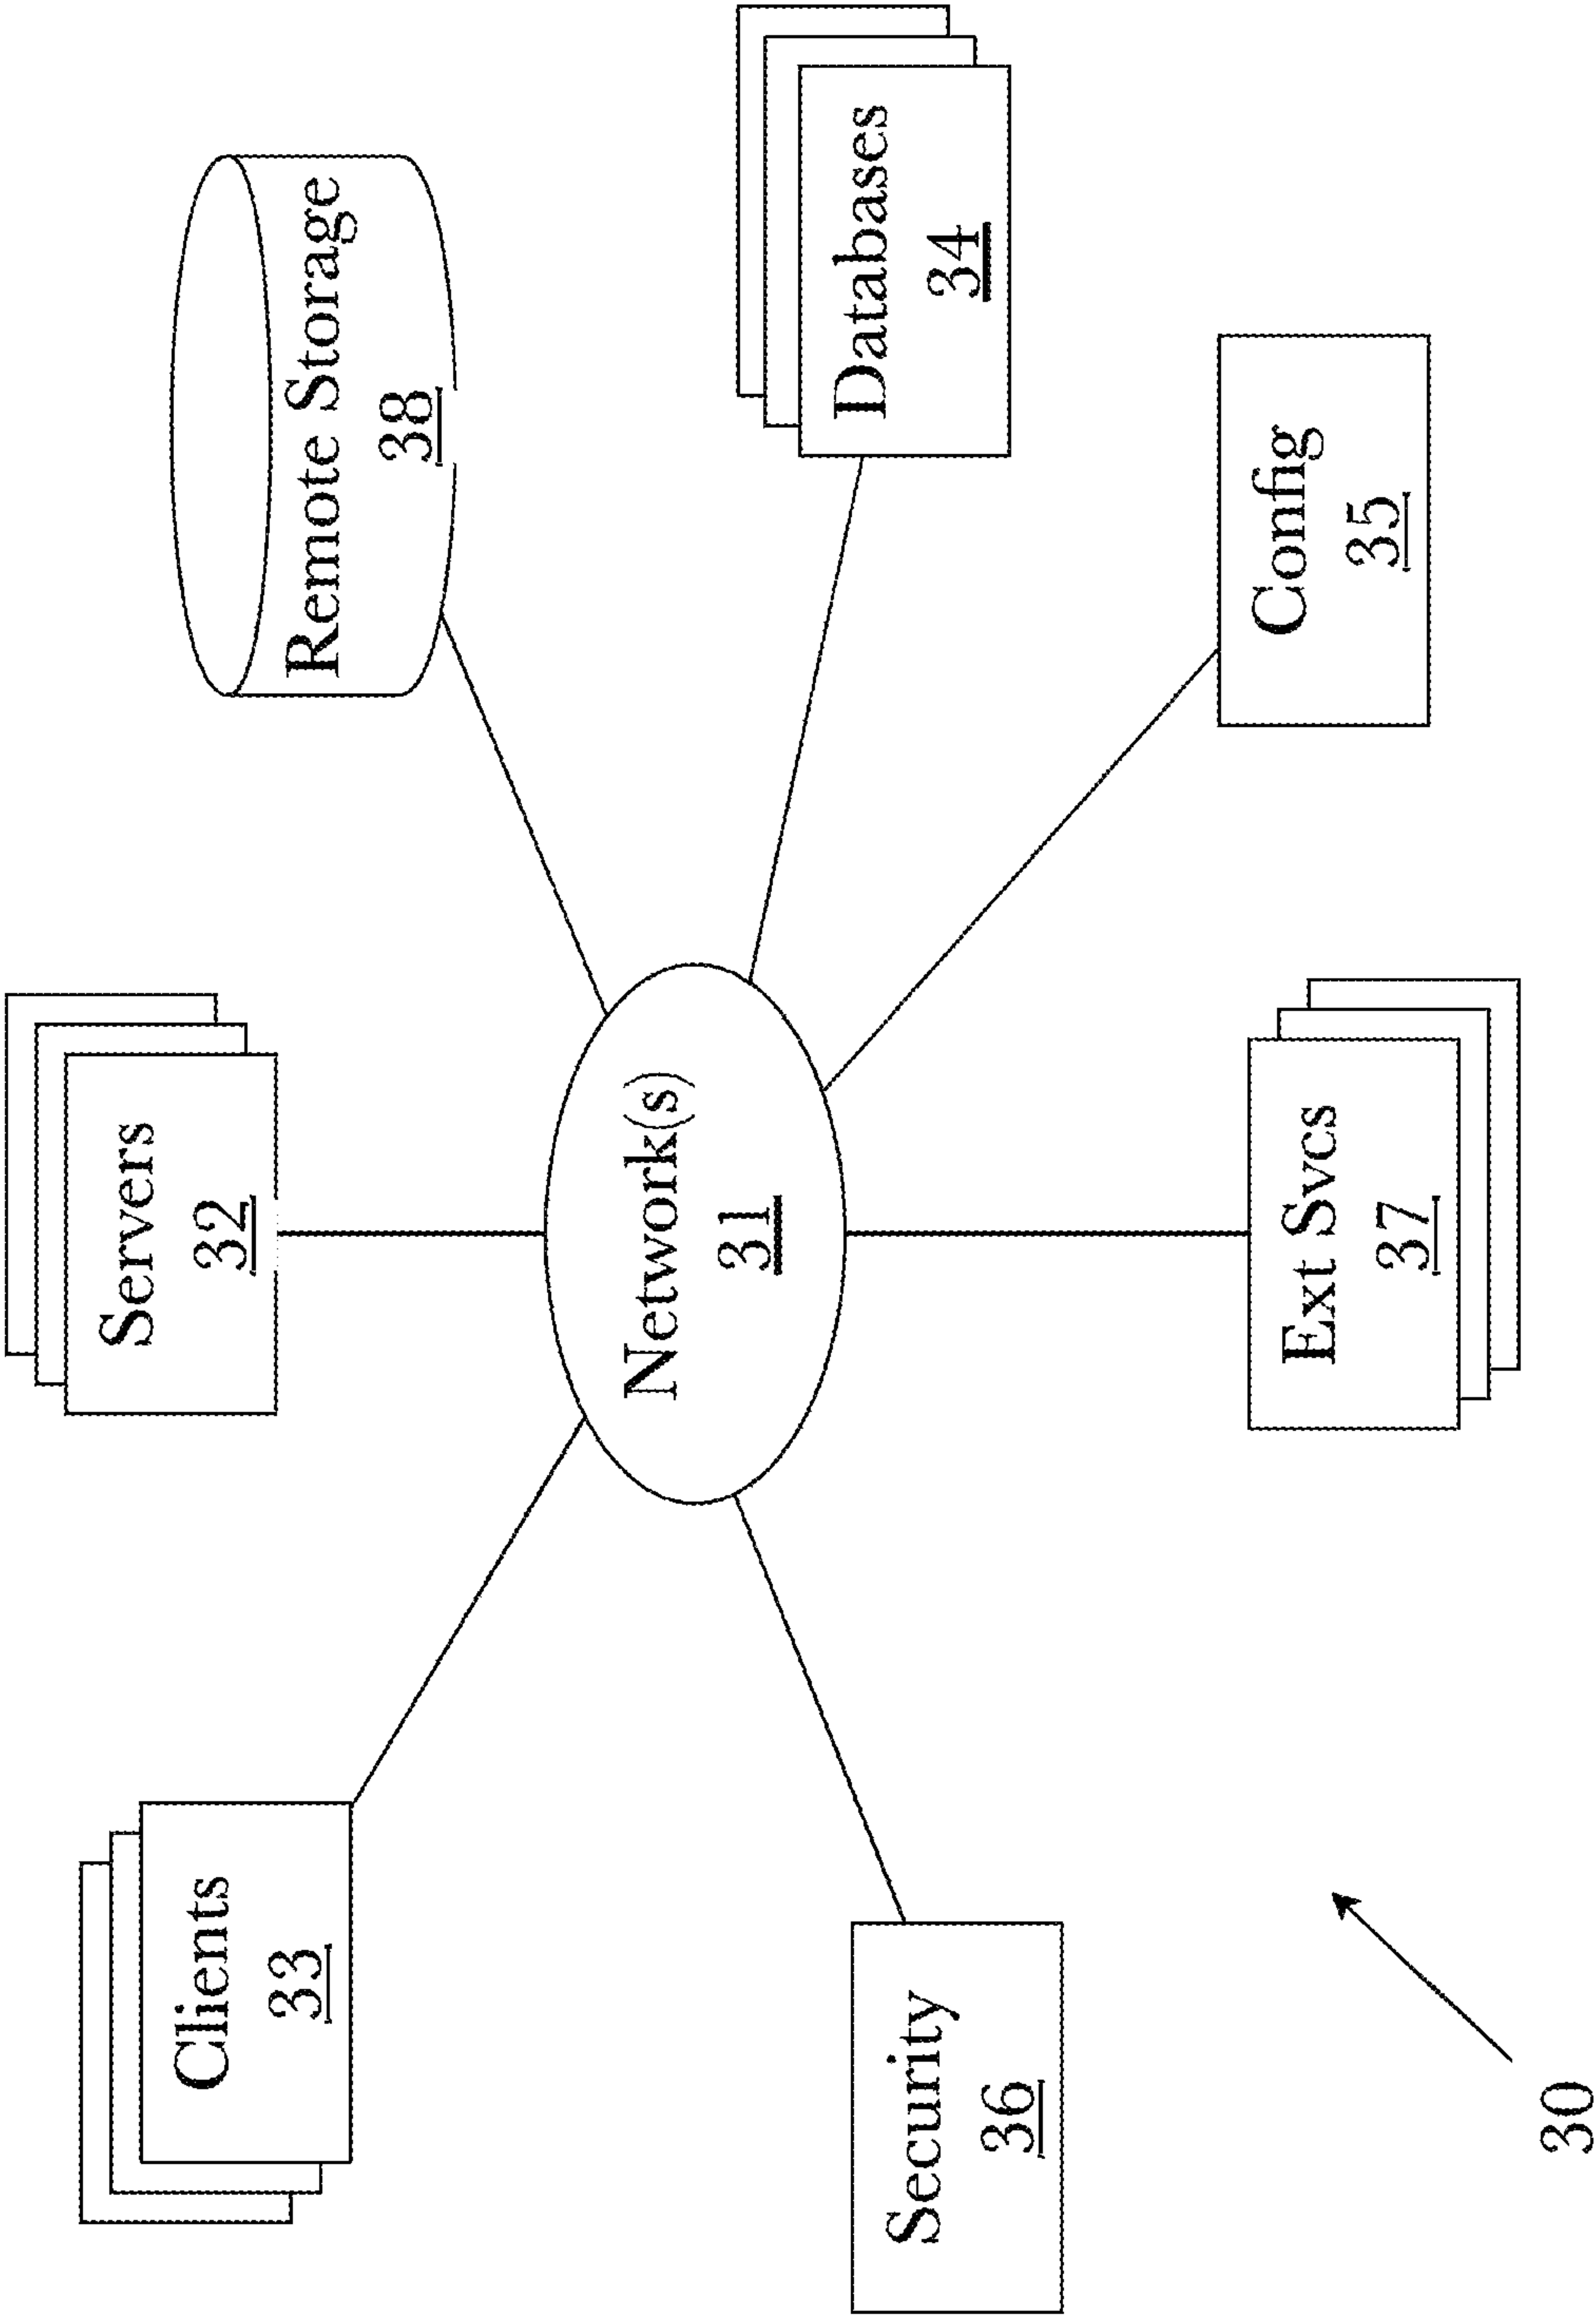 Servers
32
Clients
33
Remote Storage
38
Network(s)
31
Databases
34
Security
36
Ext Svcs
37
Config
35
30